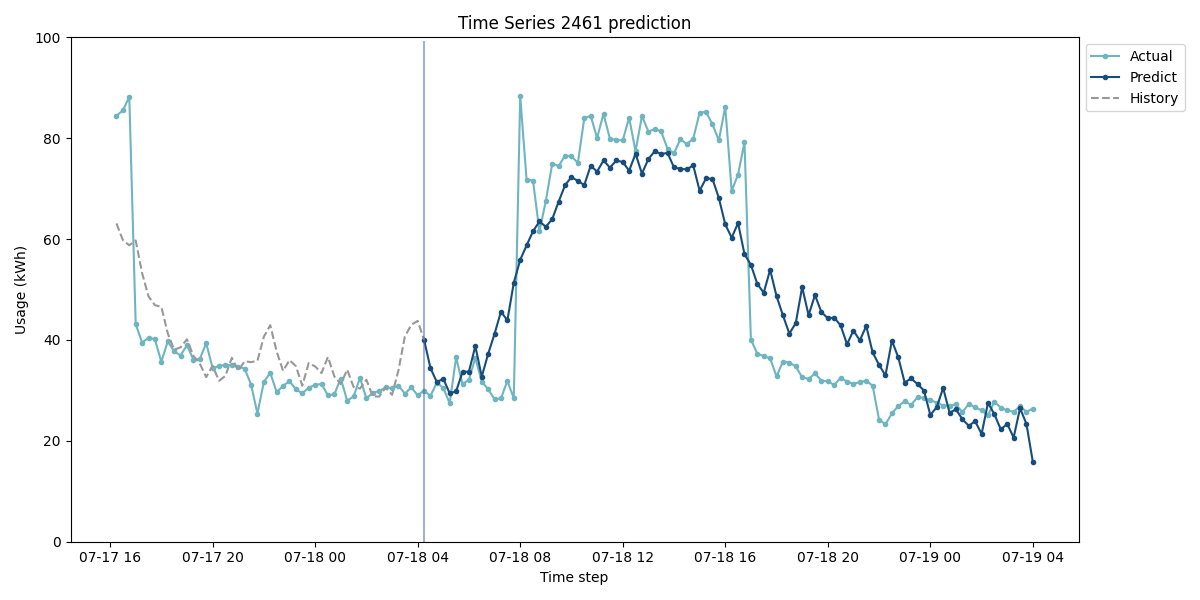 Time Series 2461 prediction
Usage (kWh)
100
80
60
40
20
0
07-17 16
07-17 20
07-18 00
07-18 04
07-18 08
07-18 12
07-18 16
07-18 20
07-19 00
07-19 04
Time step
Actual
Predict
History